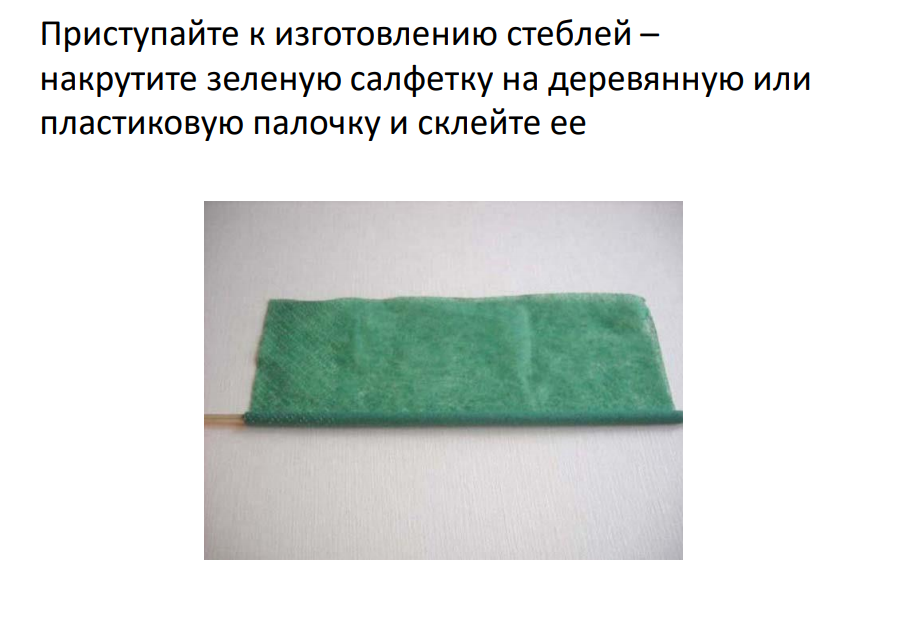 Приступайте к изготовлению стеблей –
накрутите зеленую салфетку на деревянную или
пластиковую палочку и склейте ее